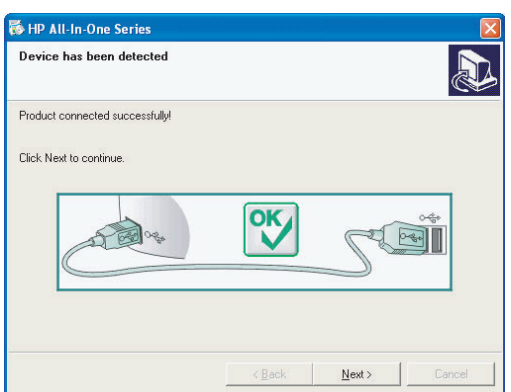 HP All-In-One Series
Device has been detected
Product connected successfully!
Click Next to continue.
OK
< Back Next > Cancel